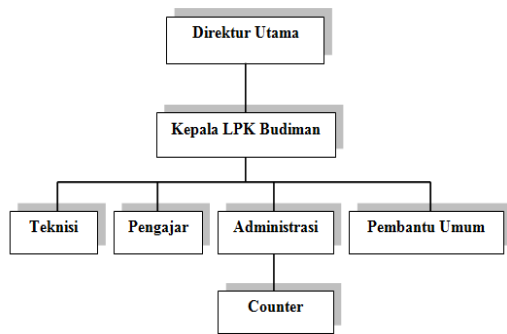 Direktur Utama
Kepala LPK Budiman
Teknisi
Pengajar
Administrasi
Pembantu Umum
Counter